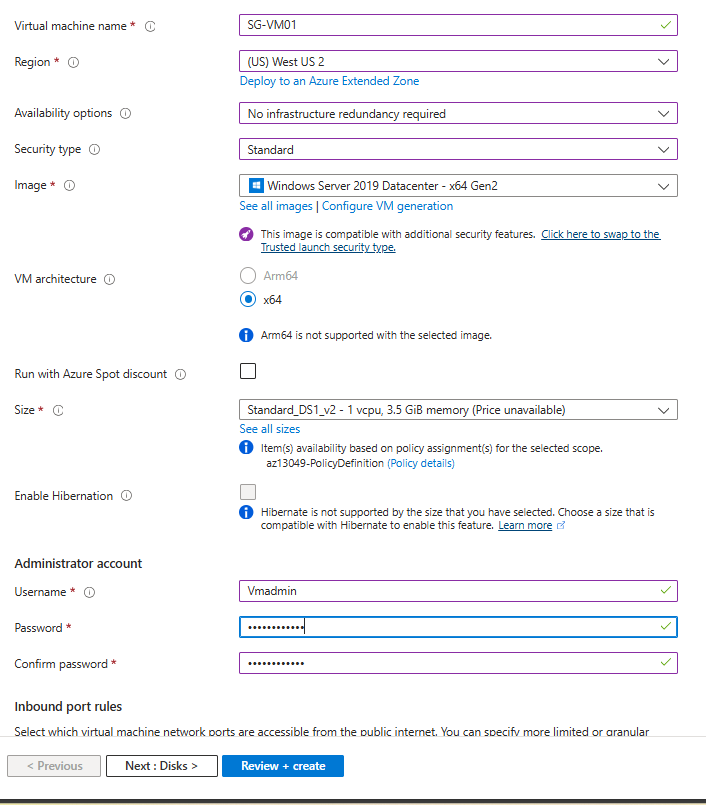 Virtual machine name *
SG-VM01
Region *
(US) West US 2
Deploy to an Azure Extended Zone
Availability options
No infrastructure redundancy required
Security type
Standard
Image *
Windows Server 2019 Datacenter - x64 Gen2
See all images | Configure VM generation
This image is compatible with additional security features. Click here to swap to the
Trusted launch security type.
VM architecture
Arm64
x64
Arm64 is not supported with the selected image.
Run with Azure Spot discount
Size *
Standard_DS1_v2 - 1 vcpu, 3.5 GiB memory (Price unavailable)
See all sizes
Item(s) availability based on policy assignment(s) for the selected scope.
az13049-PolicyDefinition (Policy details)
Enable Hibernation
Hibernate is not supported by the size that you have selected. Choose a size that is
compatible with Hibernate to enable this feature. Learn more
Administrator account
Username *
Vmadmin
Password *
••••••••••••
Confirm password *
••••••••••••
Inbound port rules
Select which virtual machine network ports are accessible from the public internet. You can specify more limited or granular
< Previous
Next : Disks >
Review + create